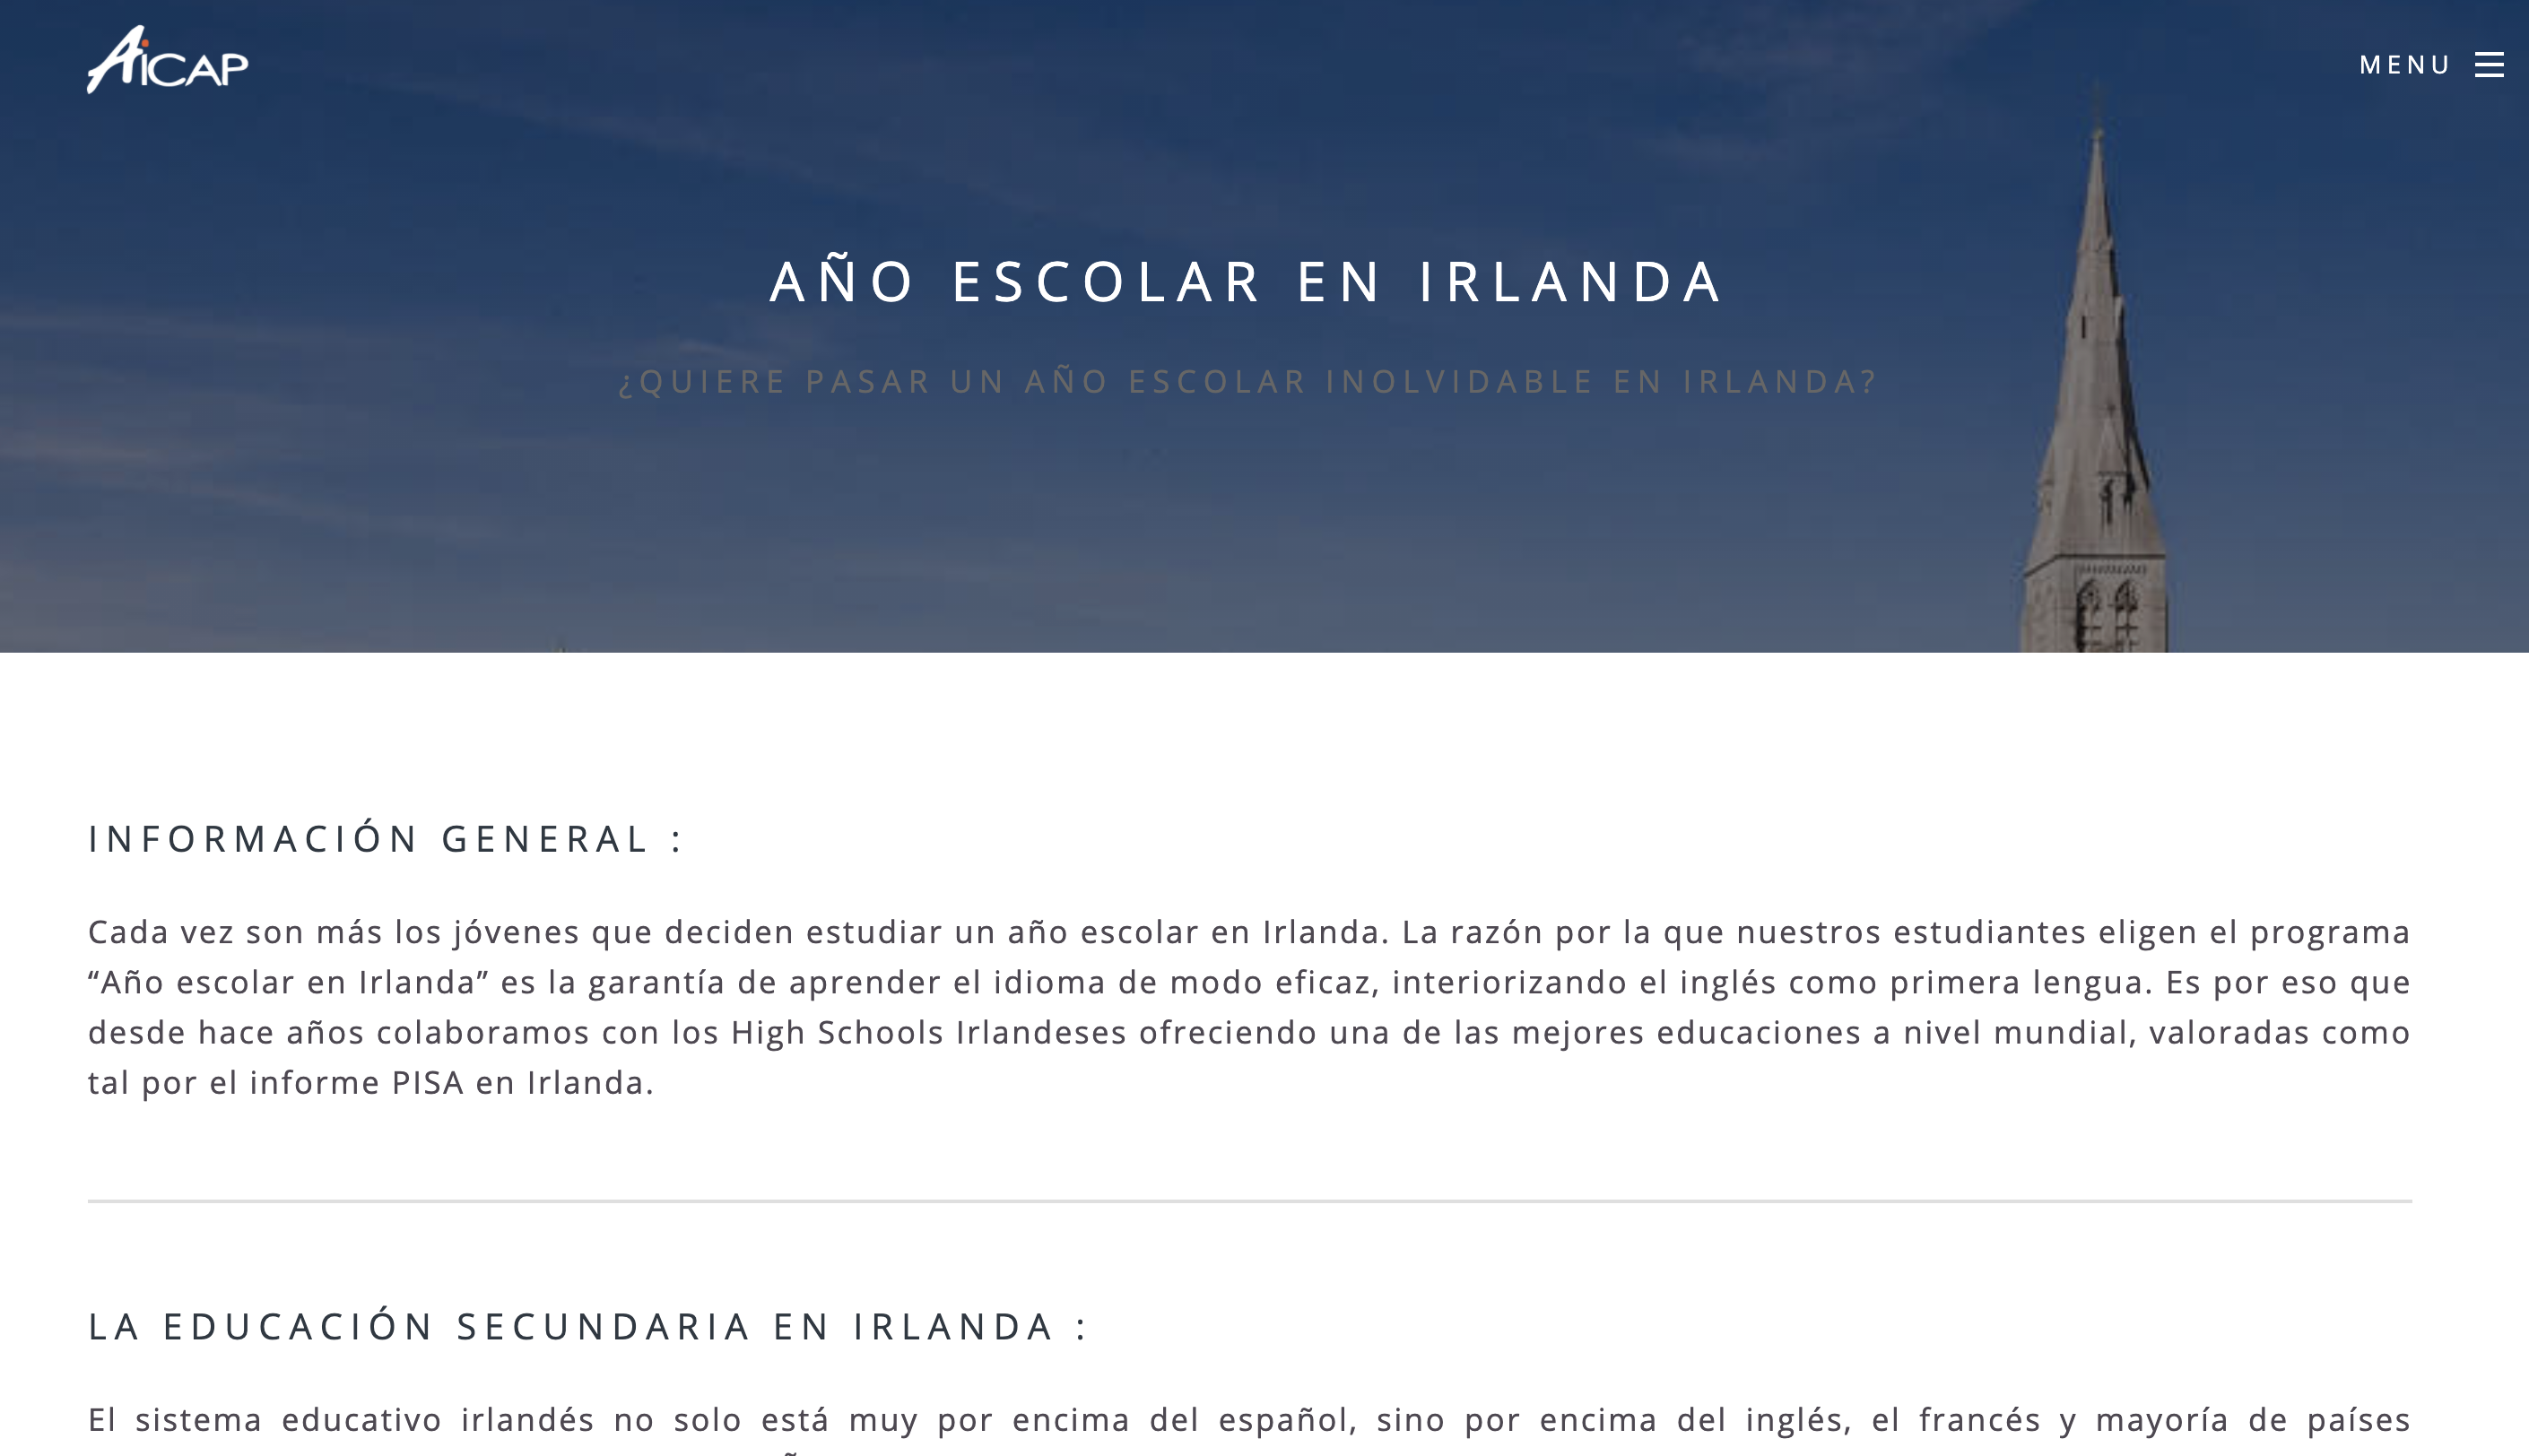 AICAP
MENU
AÑO ESCOLAR EN IRLANDA
¿QUIERE PASAR UN AÑO ESCOLAR INOLVIDABLE EN IRLANDA?
INFORMACIÓN GENERAL :
Cada vez son más los jóvenes que deciden estudiar un año escolar en Irlanda. La razón por la que nuestros estudiantes eligen el programa
“Año escolar en Irlanda” es la garantía de aprender el idioma de modo eficaz, interiorizando el inglés como primera lengua. Es por eso que
desde hace años colaboramos con los High Schools Irlandeses ofreciendo una de las mejores educaciones a nivel mundial, valoradas como
tal por el informe PISA en Irlanda.
LA EDUCACIÓN SECUNDARIA EN IRLANDA :
El sistema educativo irlandés no solo está muy por encima del español, sino por encima del inglés, el francés y mayoría de países